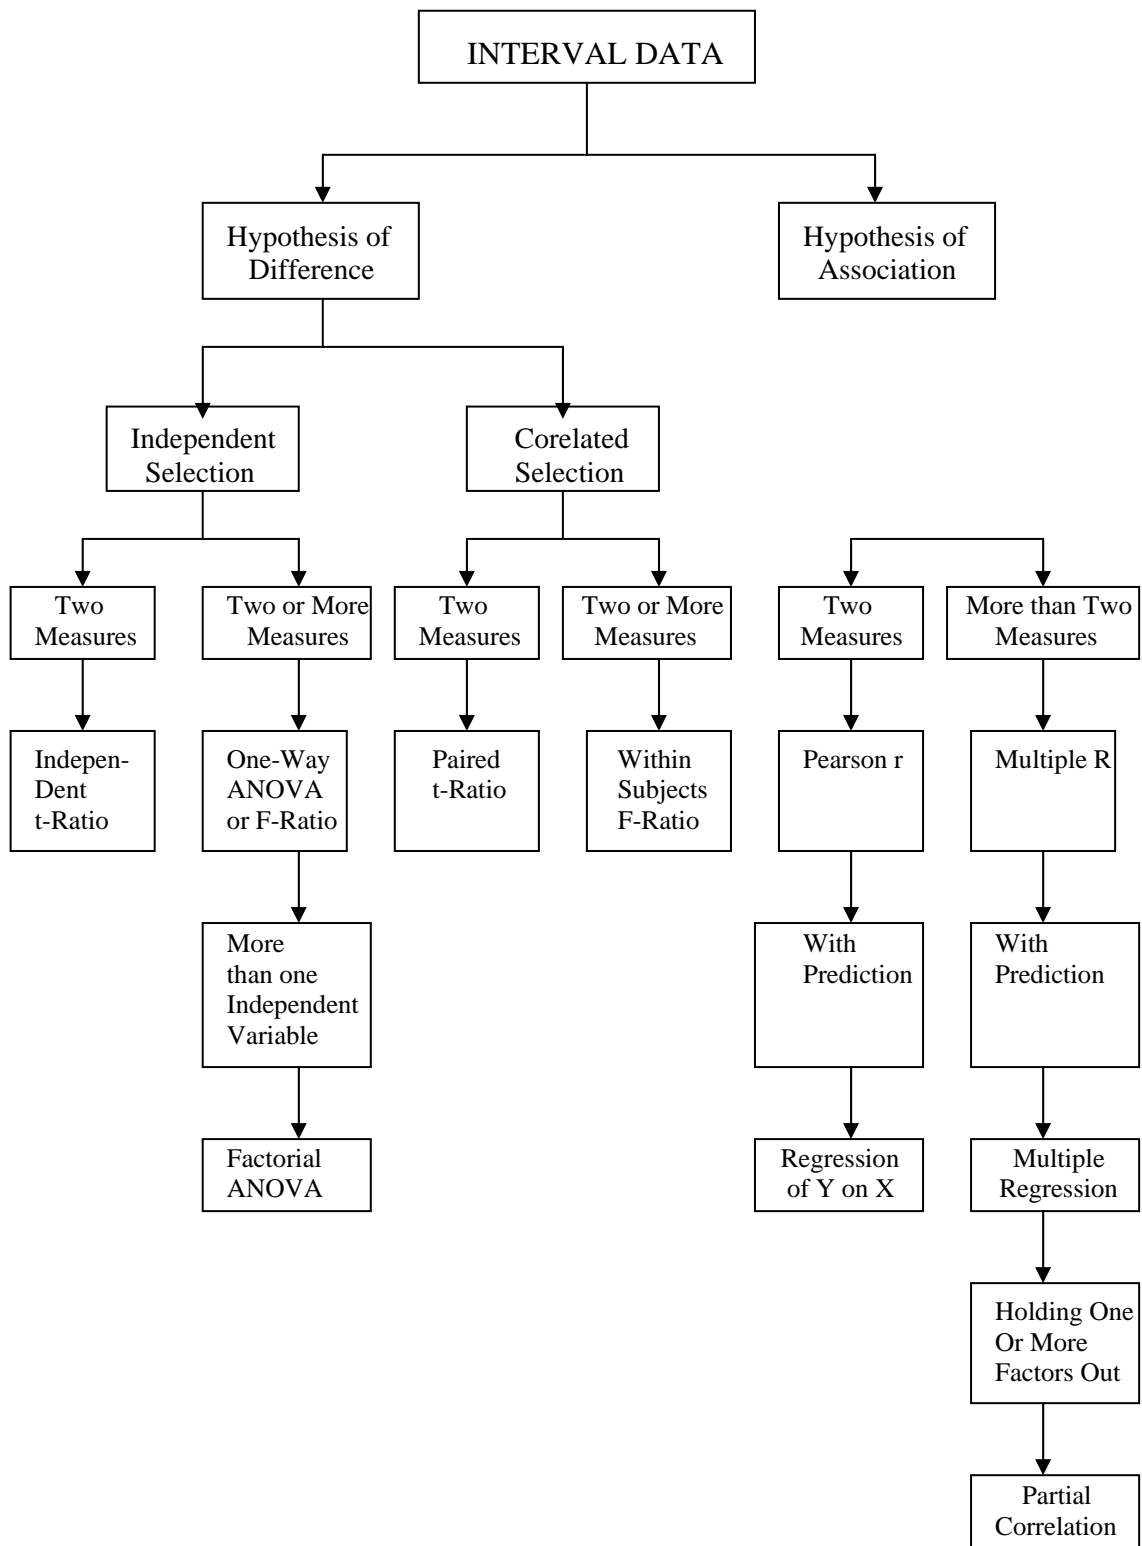 INTERVAL DATA
Hypothesis of
Difference
Hypothesis of
Association
Independent
Selection
Corelated
Selection
Two
Measures
Two or More
Measures
Two
Measures
Two or More
Measures
Two
Measures
More than Two
Measures
Indepen-
Dent
t-Ratio
One-Way
ANOVA
or F-Ratio
Paired
t-Ratio
Within
Subjects
F-Ratio
Pearson r
Multiple R
More
than one
Independent
Variable
With
Prediction
With
Prediction
Factorial
ANOVA
Regression
of Y on X
Multiple
Regression
Holding One
Or More
Factors Out
Partial
Correlation